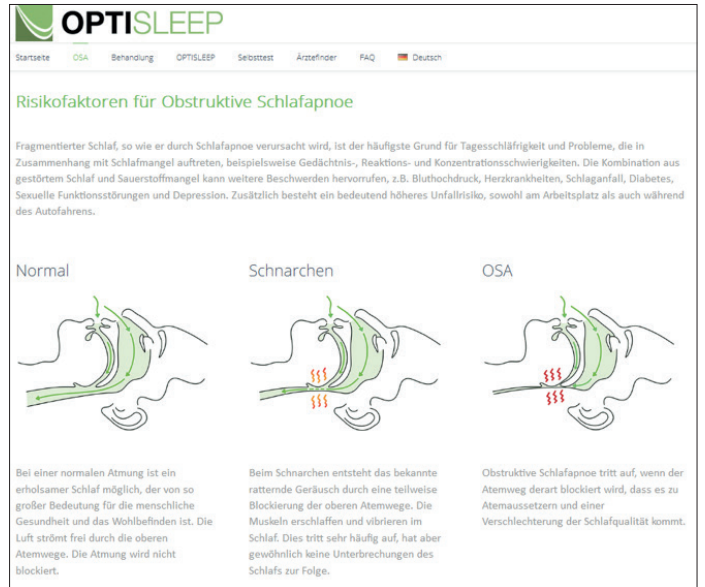 OPTISLEEP
Startseite OSA Behandlung OPTISLEEP Selbsttest Ärztefinder FAQ Deutsch
Risikofaktoren für Obstruktive Schlafapnoe
Fragmentierter Schlaf, so wie er durch Schlafapnoe verursacht wird, ist der häufigste Grund für Tagesschläfrigkeit und Probleme, die in
Zusammenhang mit Schlafmangel auftreten, beispielsweise Gedächtnis-, Reaktions- und Konzentrationsschwierigkeiten. Die Kombination aus
gestörtem Schlaf und Sauerstoffmangel kann weitere Beschwerden hervorrufen, z.B. Bluthochdruck, Herzkrankheiten, Schlaganfall, Diabetes,
Sexuelle Funktionsstörungen und Depression. Zusätzlich besteht ein bedeutend höheres Unfallrisiko, sowohl am Arbeitsplatz als auch während
des Autofahrens.
Normal
Bei einer normalen Atmung ist ein
erholsamer Schlaf möglich, der von so
großer Bedeutung für die menschliche
Gesundheit und das Wohlbefinden ist. Die
Luft strömt frei durch die oberen
Atemwege. Die Atmung wird nicht
blockiert.
Schnarchen
Beim Schnarchen entsteht das bekannte
ratternde Geräusch durch eine teilweise
Blockierung der oberen Atemwege. Die
Muskeln erschlaffen und vibrieren im
Schlaf. Dies tritt sehr häufig auf, hat aber
gewöhnlich keine Unterbrechungen des
Schlafs zur Folge.
OSA
Obstruktive Schlafapnoe tritt auf, wenn der
Atemweg derart blockiert wird, dass es zu
Atemaussetzern und einer
Verschlechterung der Schlafqualität kommt.